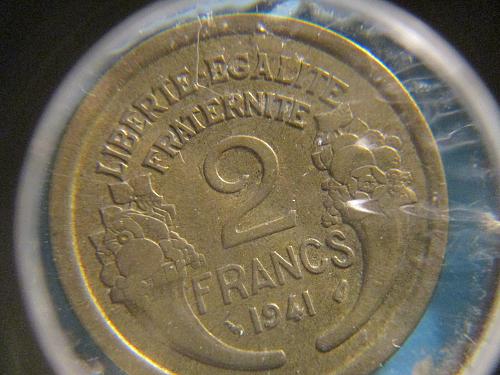 LIBERTE·EGALITE
FRATERNITE
2
FRANCS
1941